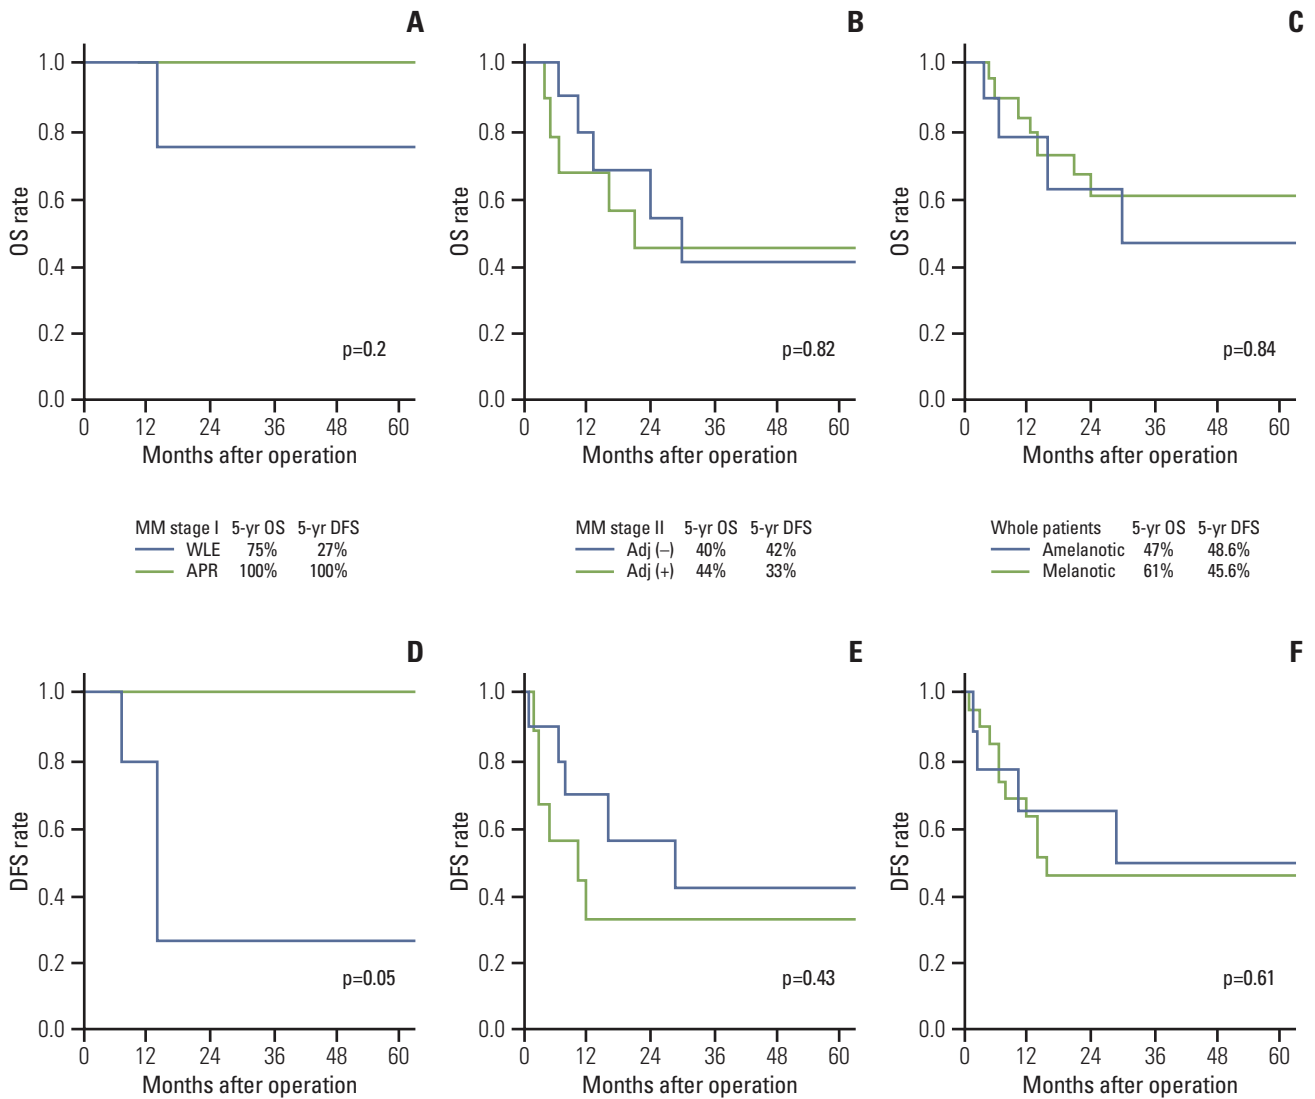 A
1.0
0.8
0.6
0.4
0.2
0.0
OS rate
p=0.2
0 12 24 36 48 60
Months after operation
B
1.0
0.8
0.6
0.4
0.2
0.0
OS rate
p=0.82
0 12 24 36 48 60
Months after operation
C
1.0
0.8
0.6
0.4
0.2
0.0
OS rate
p=0.84
0 12 24 36 48 60
Months after operation
MM stage I 5-yr OS 5-yr DFS
WLE 75% 27%
APR 100% 100%
MM stage II 5-yr OS 5-yr DFS
Adj (–) 40% 42%
Adj (+) 44% 33%
Whole patients 5-yr OS 5-yr DFS
Amelanotic 47% 48.6%
Melanotic 61% 45.6%
D
1.0
0.8
0.6
0.4
0.2
0.0
DFS rate
p=0.05
0 12 24 36 48 60
Months after operation
E
1.0
0.8
0.6
0.4
0.2
0.0
DFS rate
p=0.43
0 12 24 36 48 60
Months after operation
F
1.0
0.8
0.6
0.4
0.2
0.0
DFS rate
p=0.61
0 12 24 36 48 60
Months after operation